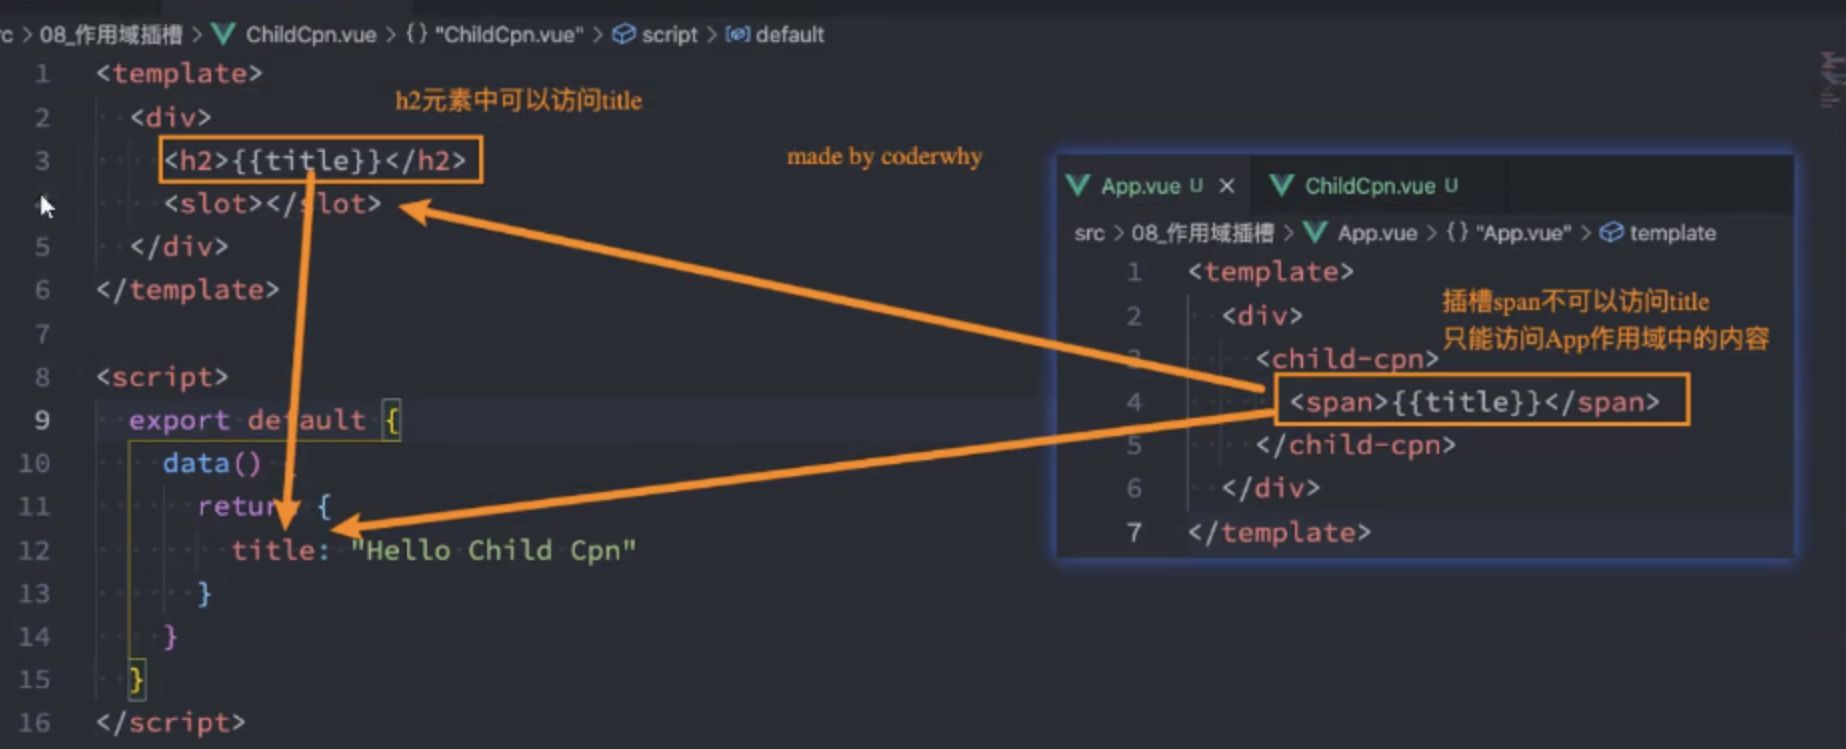 rc > 08_作用域插槽 > ChildCpn.vue > {} "ChildCpn.vue" > script > default
1 <template>
h2元素中可以访问title
2 <div>
3 <h2>{{title}}</h2>
made by coderwhy
<slot></slot>
5 </div>
6 </template>
7
8 <script>
9 export default {
10 data() {
11 return {
12 title: "Hello Child Cpn"
13 }
14 }
15 }
16 </script>
App.vue U × ChildCpn.vue U
src > 08_作用域插槽 > App.vue > {} "App.vue" > template
1 <template>
插槽span不可以访问title
2 <div>
只能访问App作用域中的内容
3 <child-cpn>
4 <span>{{title}}</span>
5 </child-cpn>
6 </div>
7 </template>